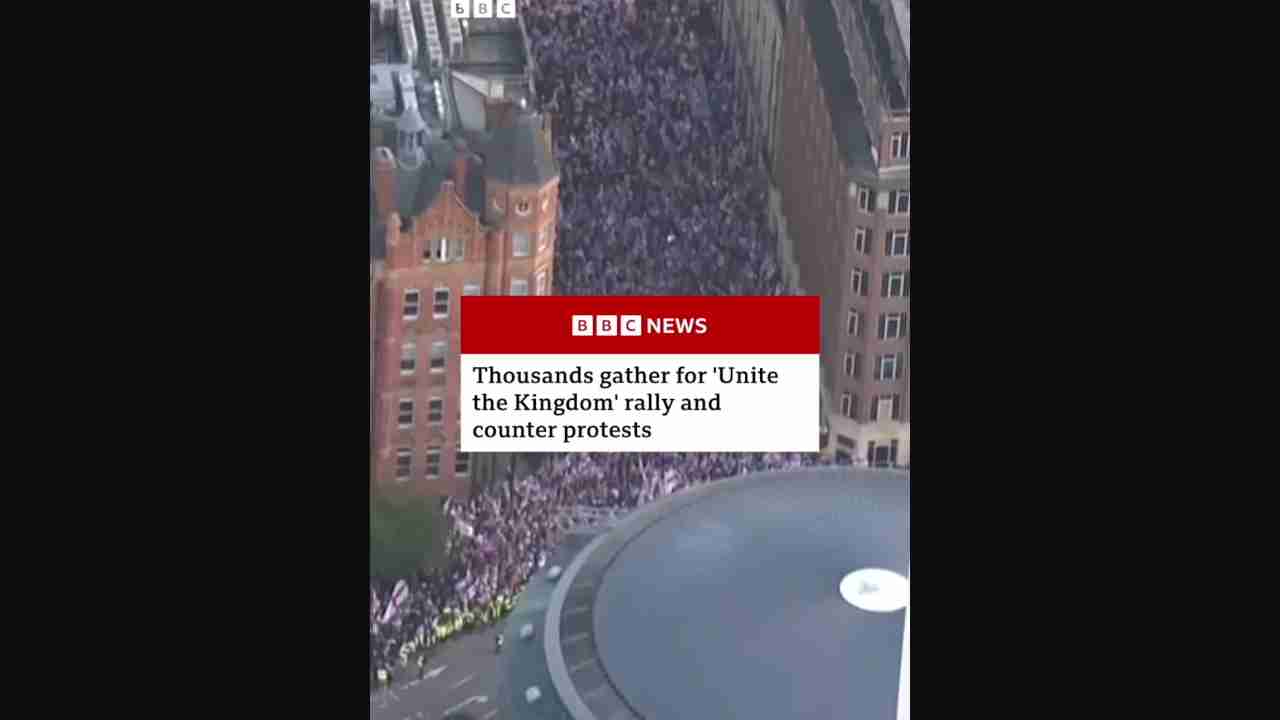 BBC
BBC NEWS
Thousands gather for 'Unite
the Kingdom' rally and
counter protests